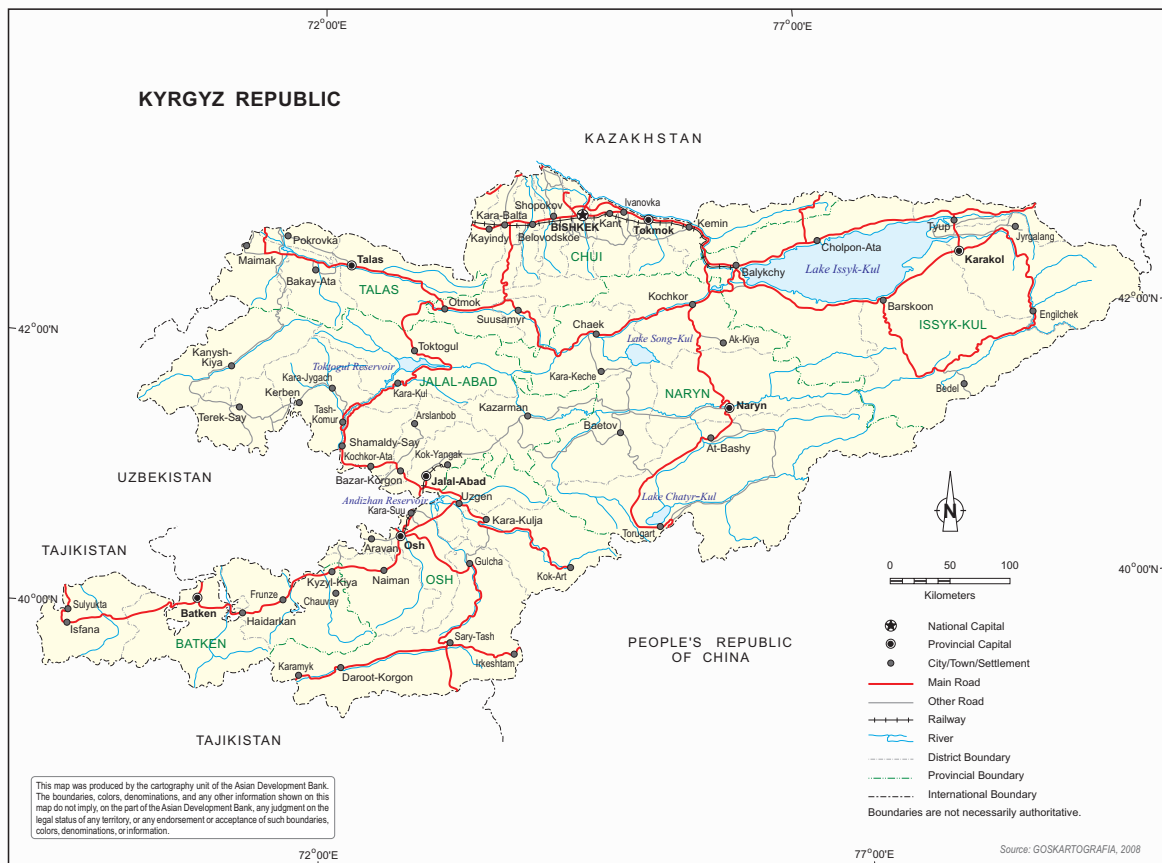 72°00'E
77°00'E
KYRGYZ REPUBLIC
KAZAKHSTAN
Ivanovka
Shopokov
Kara-Balta
BISHKEK
Kant
Tokmok
Kemin
Kayindy
Belovodskoe
Tyup
Jyrgalang
Pokrovka
Cholpon-Ata
Maimak
Talas
CHUI
Karakol
Bakay-Ata
Balykchy
Lake Issyk-Kul
TALAS
Otmok
Kochkor
Barskoon
42°00'N
Suusamyr
Engilchek
42°00'N
Chaek
ISSYK-KUL
Lake Song-Kul
Ak-Kiya
Kanysh-
Kiya
Toktogul
Toktogul Reservoir
Kara-Jygach
JALAL-ABAD
Kara-Keche
Bedel
Kerben
Kara-Kul
NARYN
Terek-Say
Tash-
Komur
Arslanbob
Kazarman
Naryn
Baetov
Shamaldy-Say
At-Bashy
Kochkor-Ata
Kok-Yangak
UZBEKISTAN
Bazar-Korgon
Jalal-Abad
Andizhan Reservoir
Uzgen
Lake Chatyr-Kul
Kara-Suu
Kara-Kulja
Torugart
N
TAJIKISTAN
Aravan
Osh
Gulcha
Kok-Art
Kyzyl-Kiya
Naiman
OSH
40°00'N
0 50 100
Kilometers
40°00'N
Sulyukta
Frunze
Chauvay
Batken
Haidarkan
Isfana
BATKEN
Sary-Tash
PEOPLE'S REPUBLIC
OF CHINA
Irkeshtam
Karamyk
Daroot-Korgon
TAJIKISTAN
National Capital
Provincial Capital
City/Town/Settlement
Main Road
Other Road
Railway
River
District Boundary
Provincial Boundary
International Boundary
Boundaries are not necessarily authoritative.
This map was produced by the cartography unit of the Asian Development Bank.
The boundaries, colors, denominations, and any other information shown on this
map do not imply, on the part of the Asian Development Bank, any judgment on the
legal status of any territory, or any endorsement or acceptance of such boundaries,
colors, denominations, or information.
72°00'E
77°00'E
Source: GOSKARTOGRAFIA, 2008